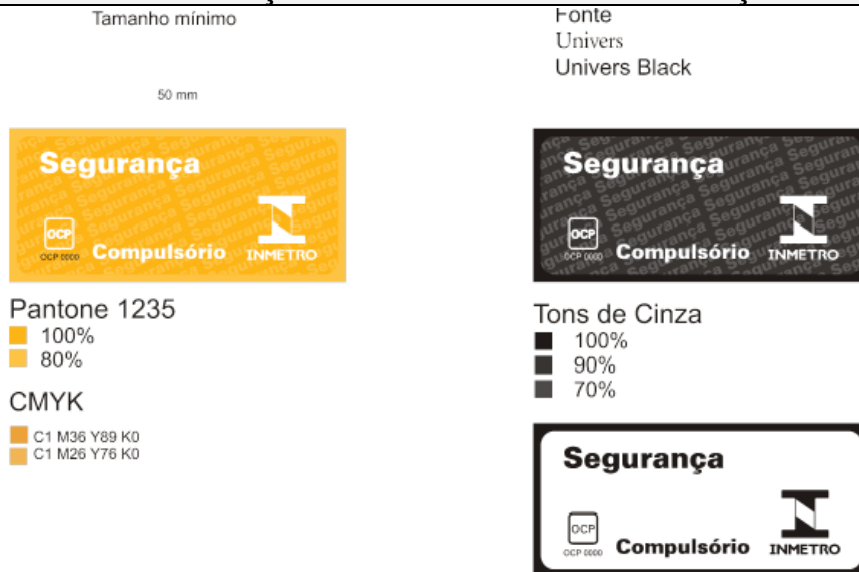 Tamanho mínimo
50 mm
Segurança
OCP
OCP 0000
Compulsório
INMETRO
Pantone 1235
100%
80%
CMYK
C1 M36 Y89 K0
C1 M26 Y76 K0
Fonte
Univers
Univers Black
Segurança
OCP
OCP 0000
Compulsório
INMETRO
Tons de Cinza
100%
90%
70%
Segurança
OCP
OCP 0000
Compulsório
INMETRO